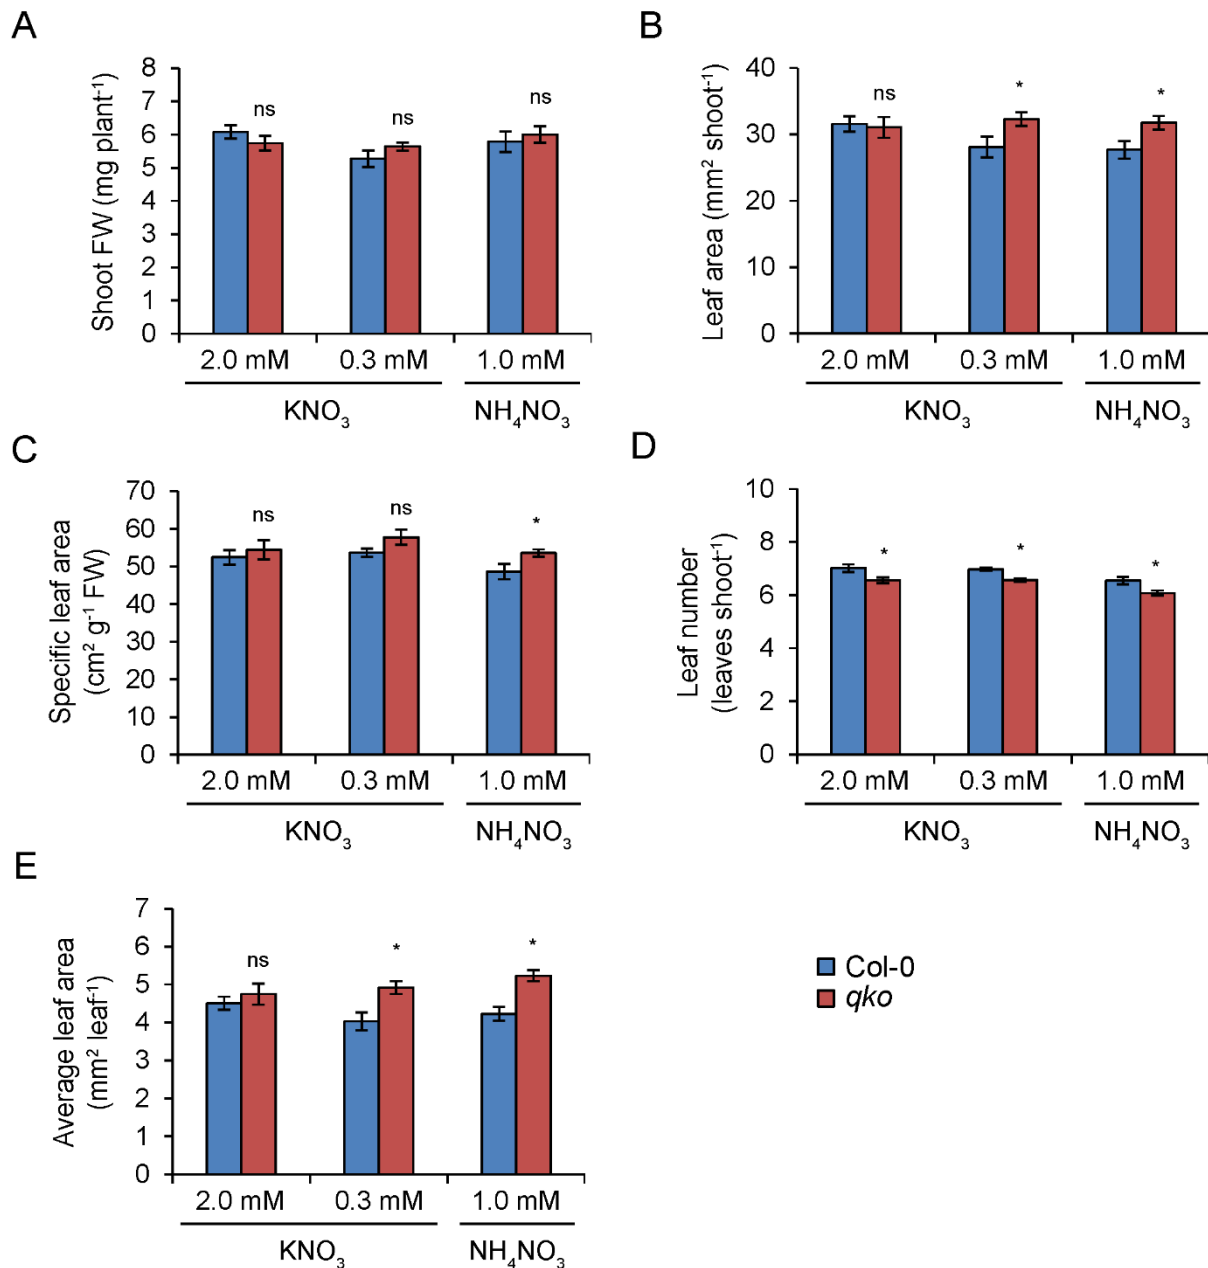 A
Shoot FW (mg plant⁻¹)
8
7
6
5
4
3
2
1
0
ns
ns
ns
2.0 mM
0.3 mM
1.0 mM
KNO₃
NH₄NO₃
B
Leaf area (mm² shoot⁻¹)
40
30
20
10
0
ns
*
*
2.0 mM
0.3 mM
1.0 mM
KNO₃
NH₄NO₃
C
Specific leaf area
(cm² g⁻¹ FW)
70
60
50
40
30
20
10
0
ns
ns
*
2.0 mM
0.3 mM
1.0 mM
KNO₃
NH₄NO₃
D
Leaf number
(leaves shoot⁻¹)
10
8
6
4
2
0
*
*
*
2.0 mM
0.3 mM
1.0 mM
KNO₃
NH₄NO₃
E
Average leaf area
(mm² leaf⁻¹)
7
6
5
4
3
2
1
0
ns
*
*
2.0 mM
0.3 mM
1.0 mM
KNO₃
NH₄NO₃
Col-0
qko